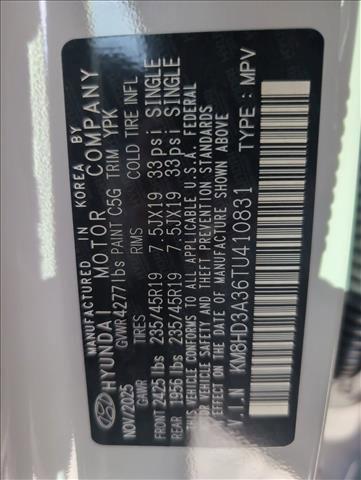 MANUFACTURED IN KOREA BY
HYUNDAI MOTOR COMPANY
NOV/2025 GVWR 4277lbs PAINT C5G TRIM YPK
GAWR TIRES RIMS COLD TIRE INFL
FRONT 2425 lbs 235/45R19 7.5JX19 33psi SINGLE
REAR 1956 lbs 235/45R19 7.5JX19 33 psi SINGLE
THIS VEHICLE CONFORMS TO ALL APPLICABLE U.S.A. FEDERAL
MOTOR VEHICLE SAFETY, BUMPER, AND THEFT PREVENTION
STANDARDS IN EFFECT ON THE DATE OF MANUFACTURE SHOWN ABOVE
V.I.N KM8HD3A36TU410831 TYPE : MPV